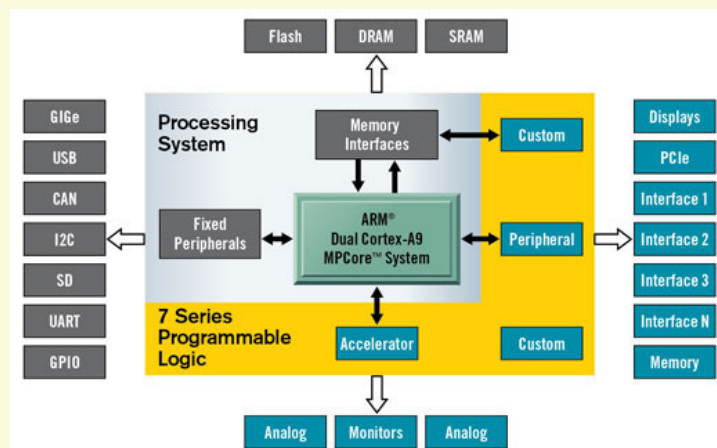 Flash
DRAM
SRAM
GIGe
USB
CAN
I2C
SD
UART
GPIO
Processing
System
Memory
Interfaces
Custom
Fixed
Peripherals
ARM®
Dual Cortex-A9
MPCore™ System
Peripheral
7 Series
Programmable
Logic
Accelerator
Custom
Displays
PCIe
Interface 1
Interface 2
Interface 3
Interface N
Memory
Analog
Monitors
Analog